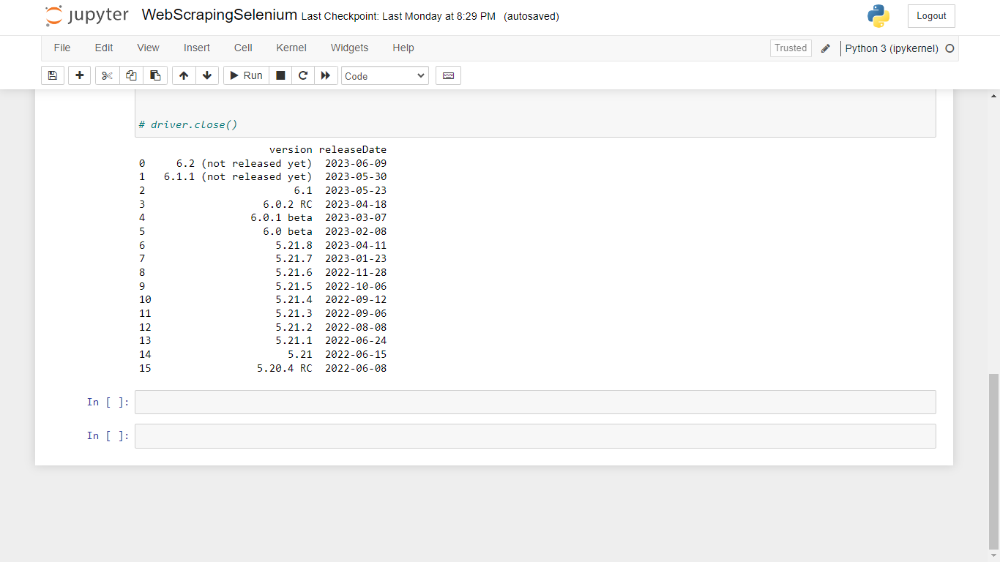 jupyter WebScrapingSelenium Last Checkpoint: Last Monday at 8:29 PM (autosaved) Logout
File Edit View Insert Cell Kernel Widgets Help Trusted Python 3 (ipykernel)
Run Code
# driver.close()
version releaseDate
0 6.2 (not released yet) 2023-06-09
1 6.1.1 (not released yet) 2023-05-30
2 6.1 2023-05-23
3 6.0.2 RC 2023-04-18
4 6.0.1 beta 2023-03-07
5 6.0 beta 2023-02-08
6 5.21.8 2023-04-11
7 5.21.7 2023-01-23
8 5.21.6 2022-11-28
9 5.21.5 2022-10-06
10 5.21.4 2022-09-12
11 5.21.3 2022-09-06
12 5.21.2 2022-08-08
13 5.21.1 2022-06-24
14 5.21 2022-06-15
15 5.20.4 RC 2022-06-08
In [ ]:
In [ ]: